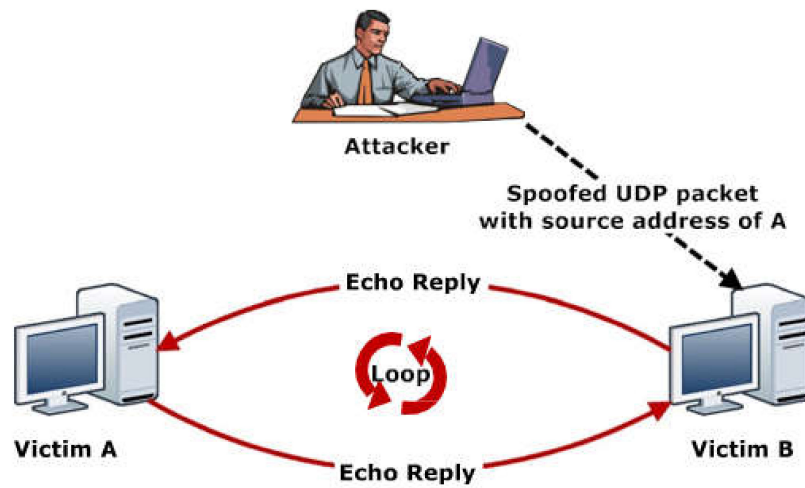 Attacker
Spoofed UDP packet
with source address of A
Echo Reply
Loop
Victim A
Victim B
Echo Reply